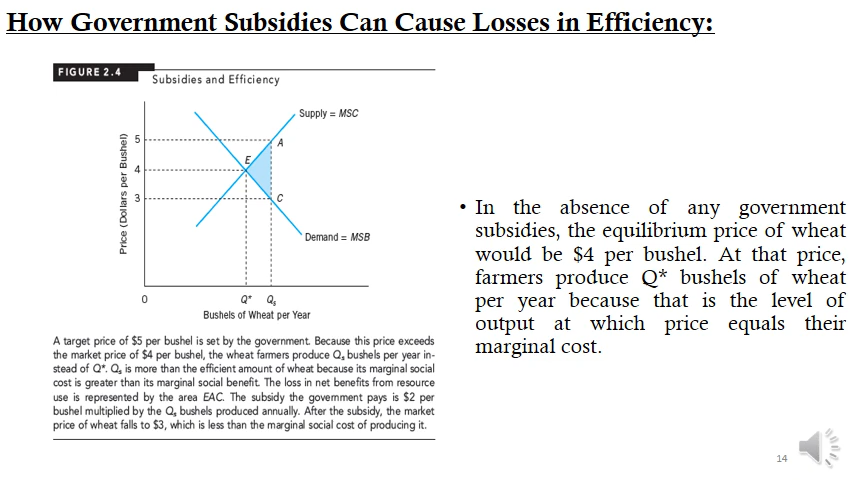 How Government Subsidies Can Cause Losses in Efficiency:
FIGURE 2.4
Subsidies and Efficiency
Supply = MSC
Price (Dollars per Bushel)
5
A
E
4
3
C
Demand = MSB
0
Q* Qs
Bushels of Wheat per Year
A target price of $5 per bushel is set by the government. Because this price exceeds
the market price of $4 per bushel, the wheat farmers produce Qs bushels per year in-
stead of Q*. Qs is more than the efficient amount of wheat because its marginal social
cost is greater than its marginal social benefit. The loss in net benefits from resource
use is represented by the area EAC. The subsidy the government pays is $2 per
bushel multiplied by the Qs bushels produced annually. After the subsidy, the market
price of wheat falls to $3, which is less than the marginal social cost of producing it.
• In the absence of any government
subsidies, the equilibrium price of wheat
would be $4 per bushel. At that price,
farmers produce Q* bushels of wheat
per year because that is the level of
output at which price equals their
marginal cost.
14